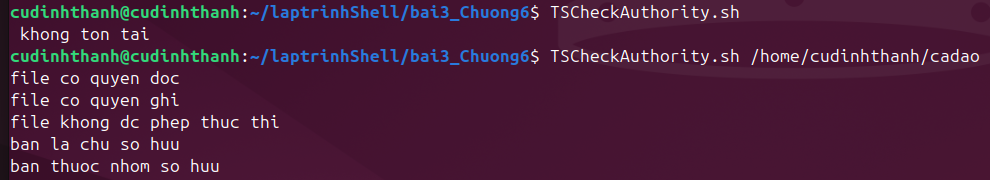 cudinhthanh@cudinhthanh:~/laptrinhShell/bai3_Chuong6$ TSCheckAuthority.sh
 khong ton tai
cudinhthanh@cudinhthanh:~/laptrinhShell/bai3_Chuong6$ TSCheckAuthority.sh /home/cudinhthanh/cadao
file co quyen doc
file co quyen ghi
file khong dc phep thuc thi
ban la chu so huu
ban thuoc nhom so huu